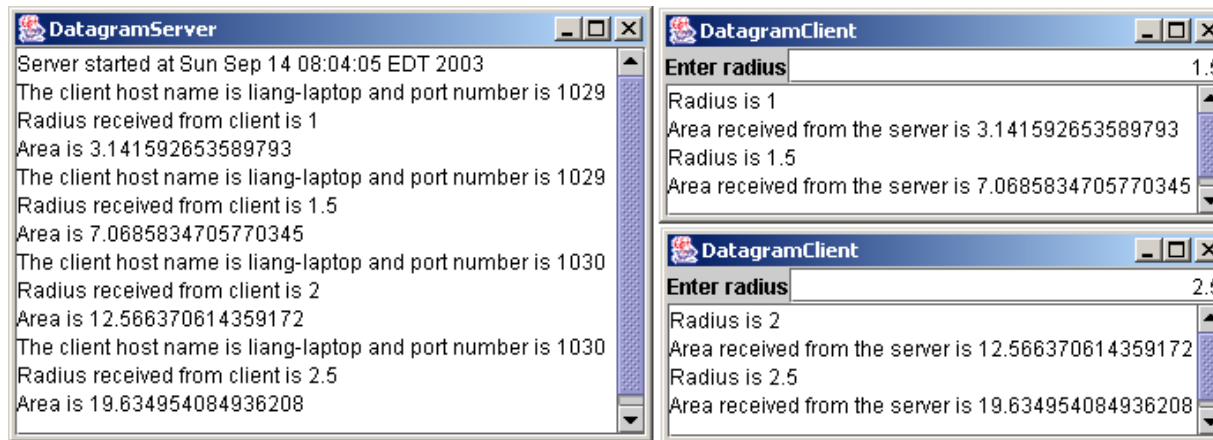 DatagramServer
Server started at Sun Sep 14 08:04:05 EDT 2003
The client host name is liang-laptop and port number is 1029
Radius received from client is 1
Area is 3.141592653589793
The client host name is liang-laptop and port number is 1029
Radius received from client is 1.5
Area is 7.0685834705770345
The client host name is liang-laptop and port number is 1030
Radius received from client is 2
Area is 12.566370614359172
The client host name is liang-laptop and port number is 1030
Radius received from client is 2.5
Area is 19.634954084936208
DatagramClient
Enter radius 1.5
Radius is 1
Area received from the server is 3.141592653589793
Radius is 1.5
Area received from the server is 7.0685834705770345
DatagramClient
Enter radius 2.5
Radius is 2
Area received from the server is 12.566370614359172
Radius is 2.5
Area received from the server is 19.634954084936208